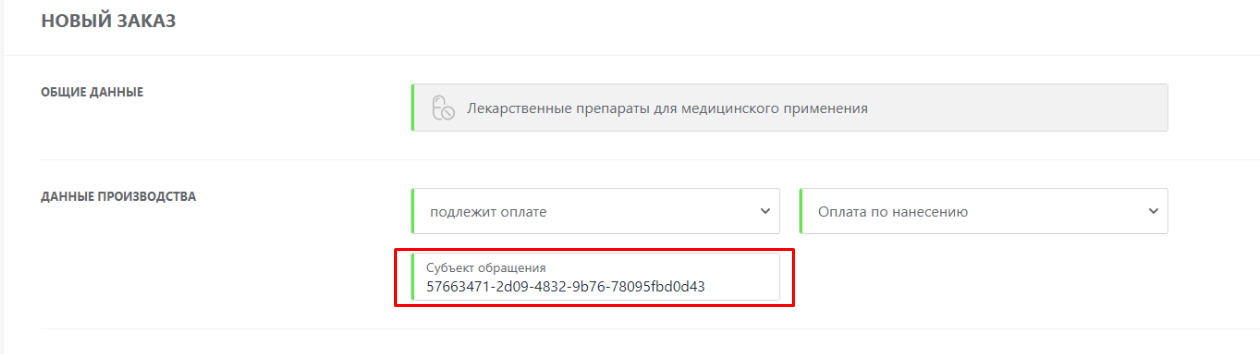 НОВЫЙ ЗАКАЗ
ОБЩИЕ ДАННЫЕ
Лекарственные препараты для медицинского применения
ДАННЫЕ ПРОИЗВОДСТВА
подлежит оплате
Оплата по нанесению
Субъект обращения
57663471-2d09-4832-9b76-78095fbd0d43